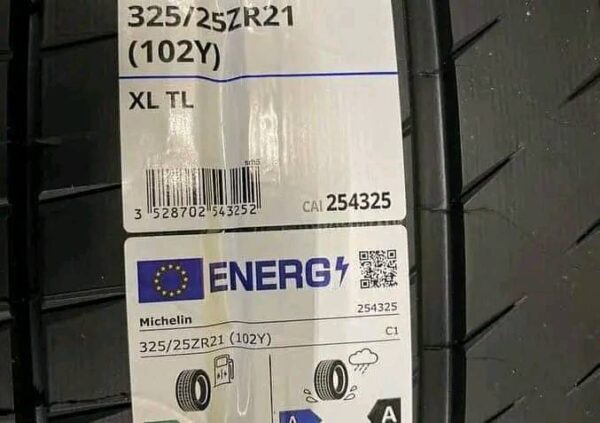 325/25ZR21
(102Y)
XL TL
3 528702 543252
CAI 254325
ENERG
Michelin
254325
325/25ZR21 (102Y)
C1
A
A